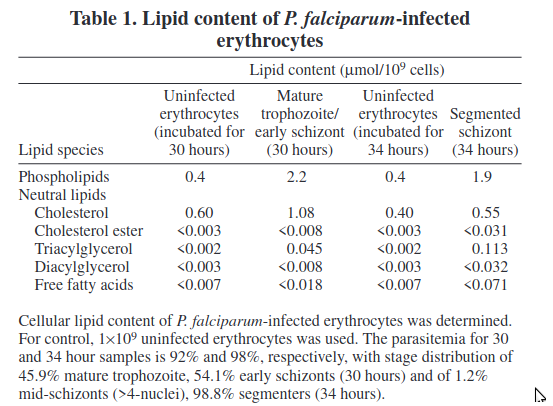 Table 1. Lipid content of P. falciparum-infected
erythrocytes
Lipid content (μmol/10⁹ cells)
Uninfected Mature Uninfected
erythrocytes trophozoite/ erythrocytes Segmented
(incubated for early schizont (incubated for schizont
Lipid species 30 hours) (30 hours) 34 hours) (34 hours)
Phospholipids 0.4 2.2 0.4 1.9
Neutral lipids
Cholesterol 0.60 1.08 0.40 0.55
Cholesterol ester <0.003 <0.008 <0.003 <0.031
Triacylglycerol <0.002 0.045 <0.002 0.113
Diacylglycerol <0.003 <0.008 <0.003 <0.032
Free fatty acids <0.007 <0.018 <0.007 <0.071
Cellular lipid content of P. falciparum-infected erythrocytes was determined.
For control, 1×10⁹ uninfected erythrocytes was used. The parasitemia for 30
and 34 hour samples is 92% and 98%, respectively, with stage distribution of
45.9% mature trophozoite, 54.1% early schizonts (30 hours) and of 1.2%
mid-schizonts (>4-nuclei), 98.8% segmenters (34 hours).